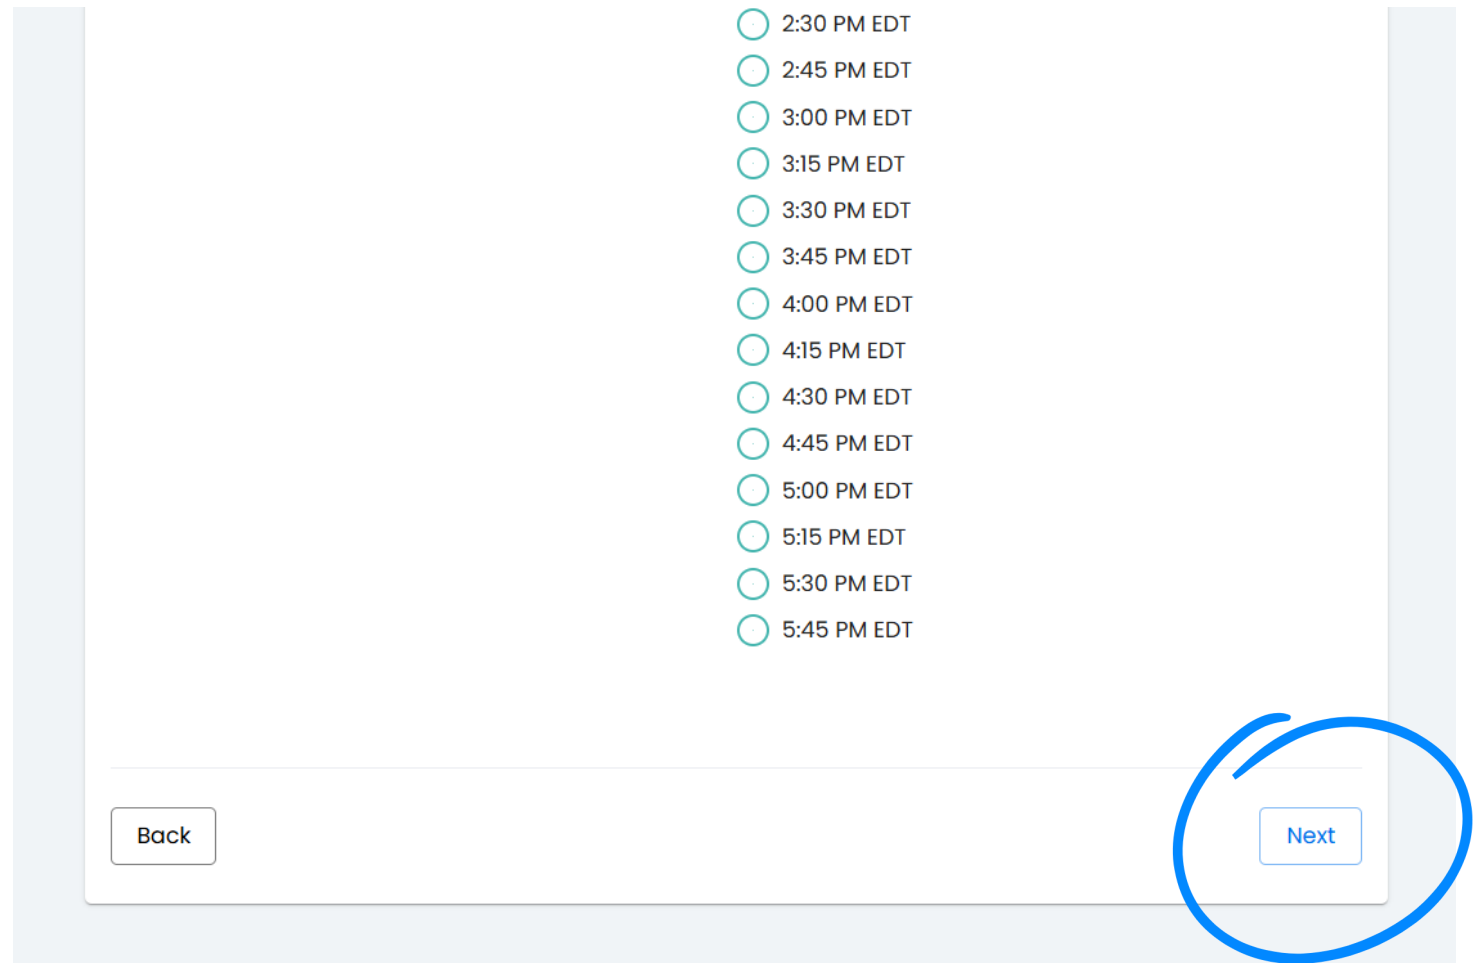 2:30 PM EDT
2:45 PM EDT
3:00 PM EDT
3:15 PM EDT
3:30 PM EDT
3:45 PM EDT
4:00 PM EDT
4:15 PM EDT
4:30 PM EDT
4:45 PM EDT
5:00 PM EDT
5:15 PM EDT
5:30 PM EDT
5:45 PM EDT
Back
Next